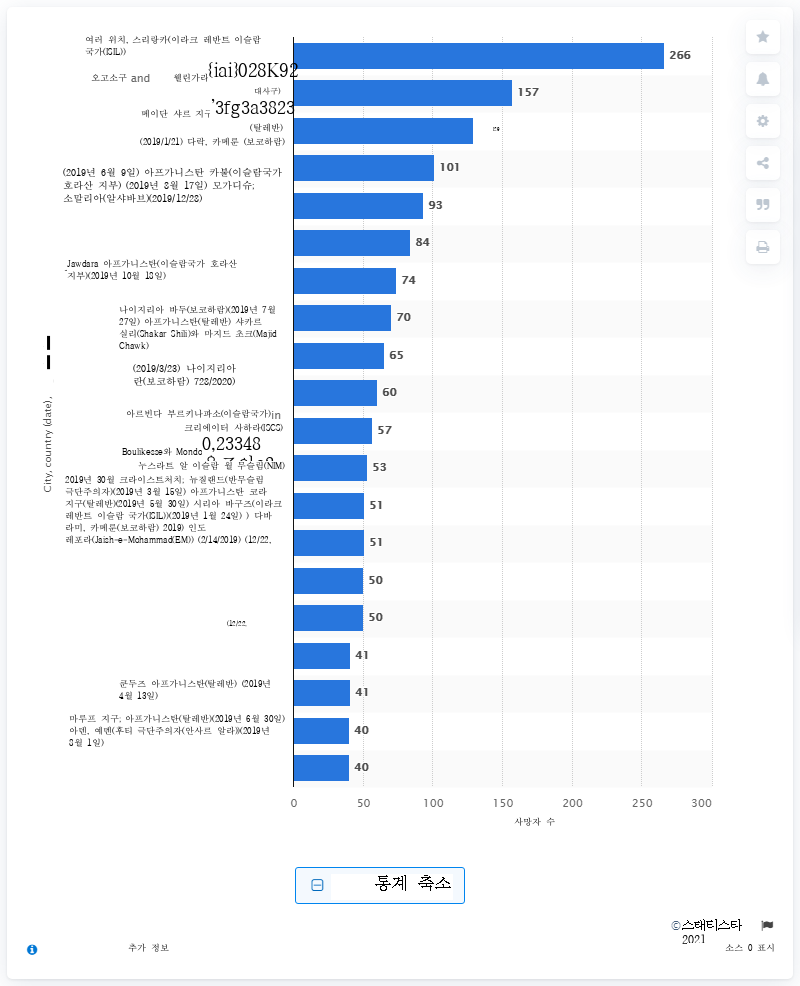 여러 위치, 스리랑카(이라크 레반트 이슬람
국가(ISIL))
266
{iai}028K92
오고소구 and 웰린가라
대사구)
157
'3fg3a3823
메이단 샤르 지구
(탈레반)
(2019/1/21) 다락, 카메룬 (보코하람)
(2019년 6월 9일) 아프가니스탄 카불(이슬람국가
호라산 지부) (2019년 8월 17일) 모가디슈;
소말리아(알샤바브)(2019/12/28)
101
93
84
Jawdara 아프가니스탄(이슬람국가 호라산
지부)(2019년 10월 18일)
74
나이지리아 바두(보코하람)(2019년 7월
27일) 아프가니스탄(탈레반) 샤카르
실리(Shakar Shili)와 마지드 초크(Majid
Chawk)
70
65
(2019/3/23) 나이지리아
란(보코하람) 728/2020)
60
아르빈다 부르키나파소(이슬람국가)in
크리에이터 사하라(ISCS)
57
0,23348
Boulikesse와 Mondo
누스라트 알 이슬람 월 무슬림(NIM)
53
2019년 30월 크라이스트처치; 뉴질랜드(반무슬림
극단주의자)(2019년 3월 15일) 아프가니스탄 코라
지구(탈레반)(2019년 5월 30일) 시리아 바구즈(이라크
레반트 이슬람 국가(ISIL))(2019년 1월 24일) ) 다바
라미, 카메룬(보코하람) 2019) 인도
레포라(Jaish-e-Mohammad(EM)) (2/14/2019) (12/22,
51
51
50
50
(12/22,
41
쿤두즈 아프가니스탄(탈레반) (2019년
4월 13일)
41
마루프 지구; 아프가니스탄(탈레반)(2019년 6월 30일)
아덴, 예멘(후티 극단주의자(안사르 알라))(2019년
8월 1일)
40
40
City, country (date),
0 50 100 150 200 250 300
사망자 수
통계 축소
©스태티스타
2021
추가 정보
소스 0 표시